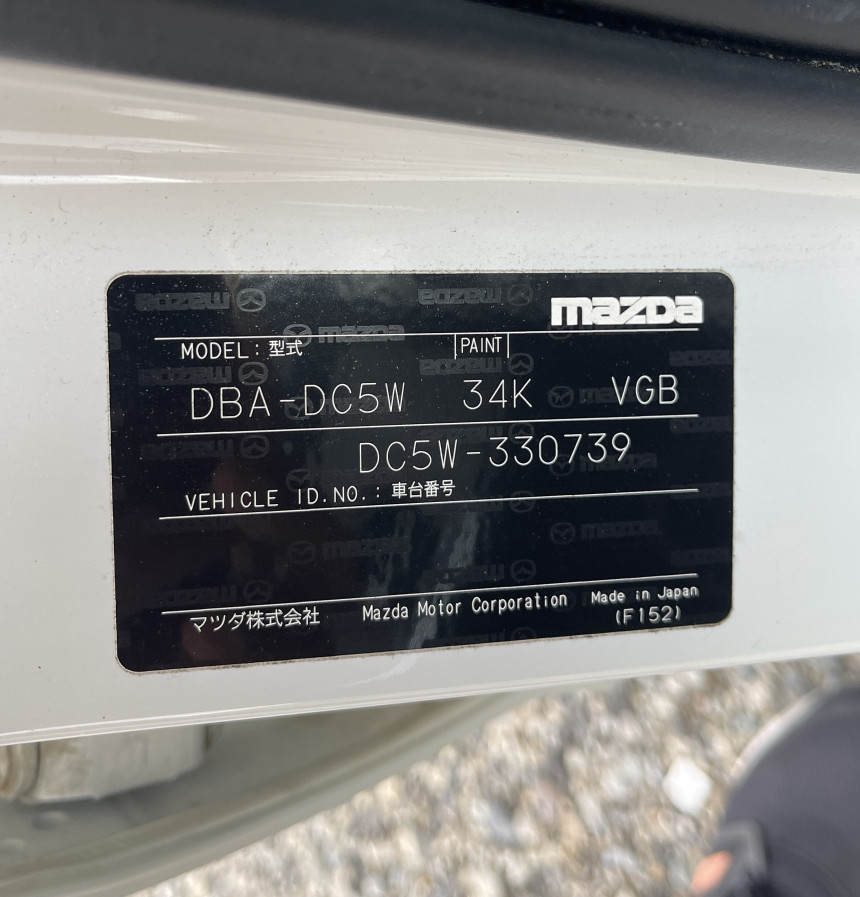 mazda
MODEL : 型式 PAINT
DBA-DC5W 34K VGB
DC5W-330739
VEHICLE ID.NO. : 車台番号
マツダ株式会社 Mazda Motor Corporation Made in Japan
(F152)